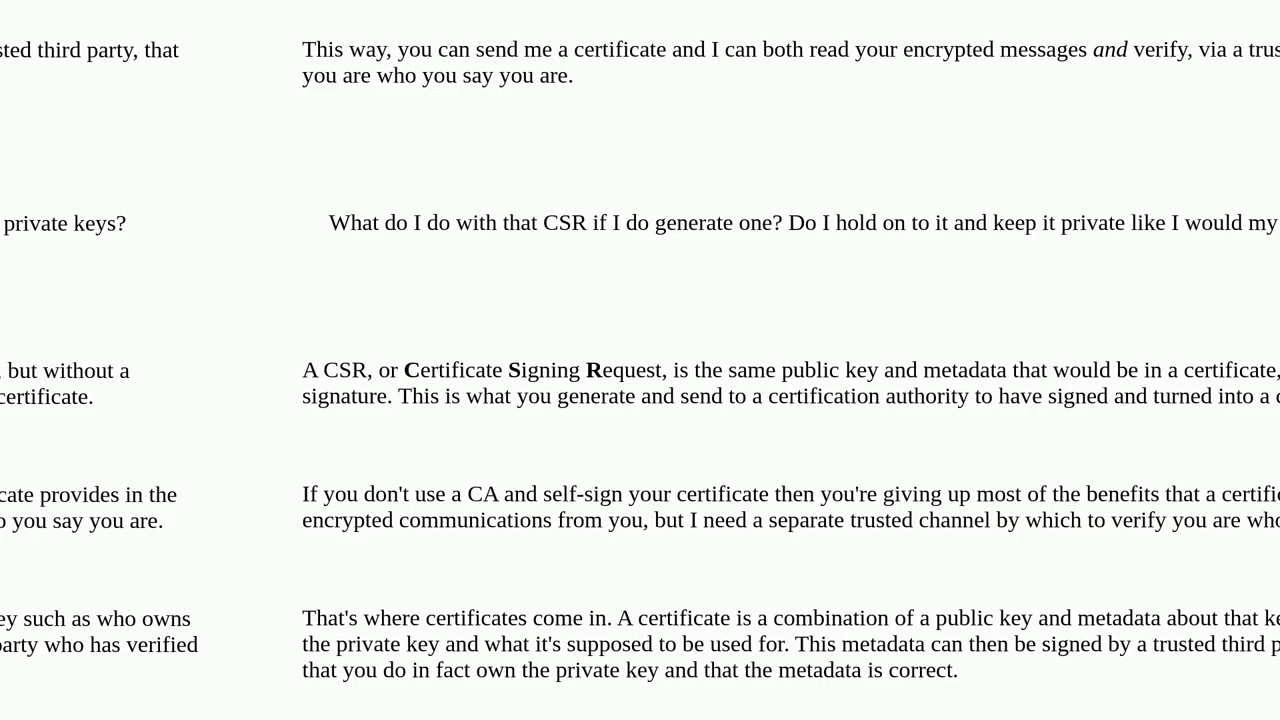 sted third party, that
This way, you can send me a certificate and I can both read your encrypted messages and verify, via a trus
you are who you say you are.
private keys?
What do I do with that CSR if I do generate one? Do I hold on to it and keep it private like I would my
, but without a
certificate.
A CSR, or Certificate Signing Request, is the same public key and metadata that would be in a certificate,
signature. This is what you generate and send to a certification authority to have signed and turned into a c
cate provides in the
o you say you are.
If you don't use a CA and self-sign your certificate then you're giving up most of the benefits that a certific
encrypted communications from you, but I need a separate trusted channel by which to verify you are who
ey such as who owns
party who has verified
That's where certificates come in. A certificate is a combination of a public key and metadata about that ke
the private key and what it's supposed to be used for. This metadata can then be signed by a trusted third p
that you do in fact own the private key and that the metadata is correct.